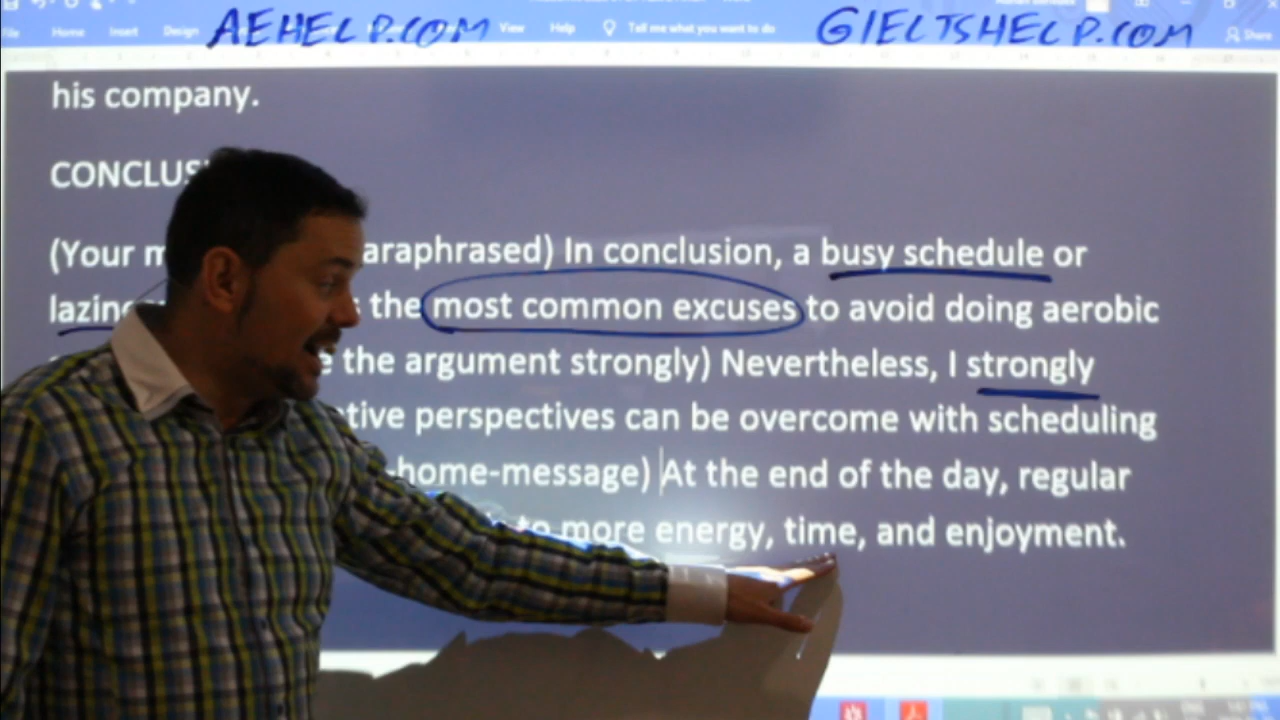 AEHELP.COM
GIELTSHELP.COM
File Home Insert Design View Help Tell me what you want to do Share
his company.
CONCLUS
(Your m araphrased) In conclusion, a busy schedule or
lazin s the most common excuses to avoid doing aerobic
e the argument strongly) Nevertheless, I strongly
tive perspectives can be overcome with scheduling
-home-message) At the end of the day, regular
to more energy, time, and enjoyment.